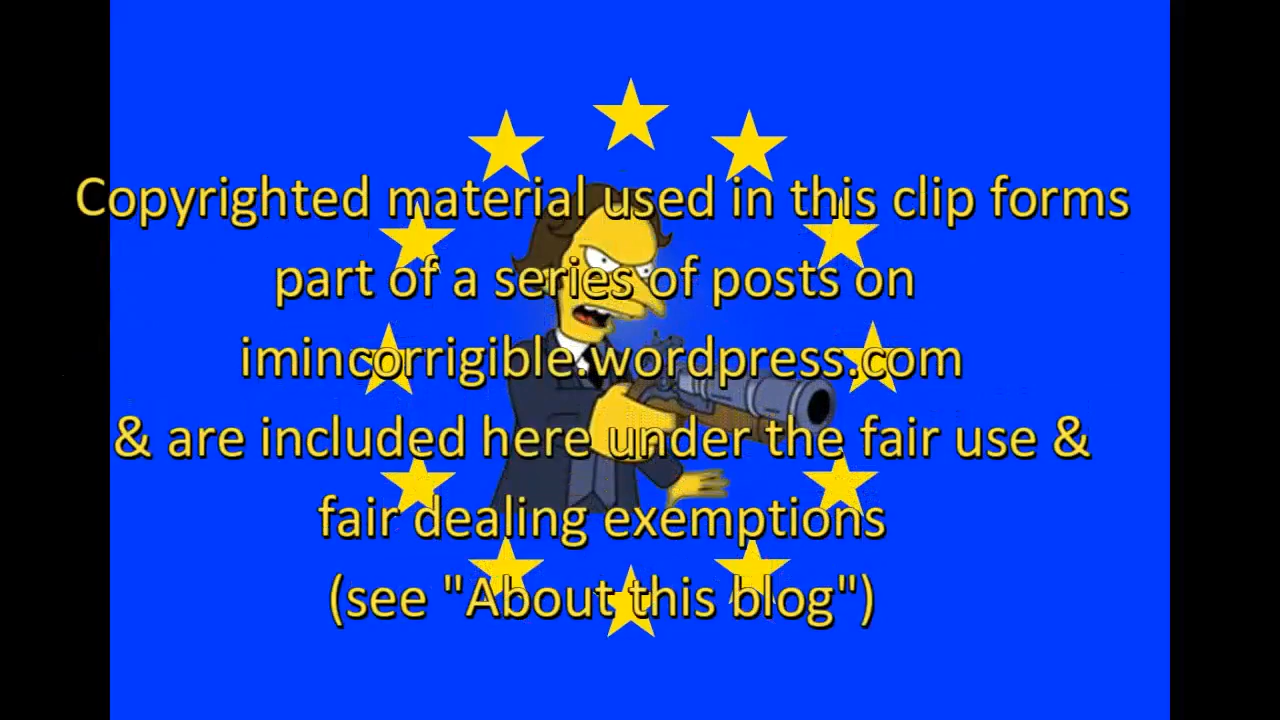 Copyrighted material used in this clip forms
part of a series of posts on
imincorrigible.wordpress.com
& are included here under the fair use &
fair dealing exemptions
(see "About this blog")